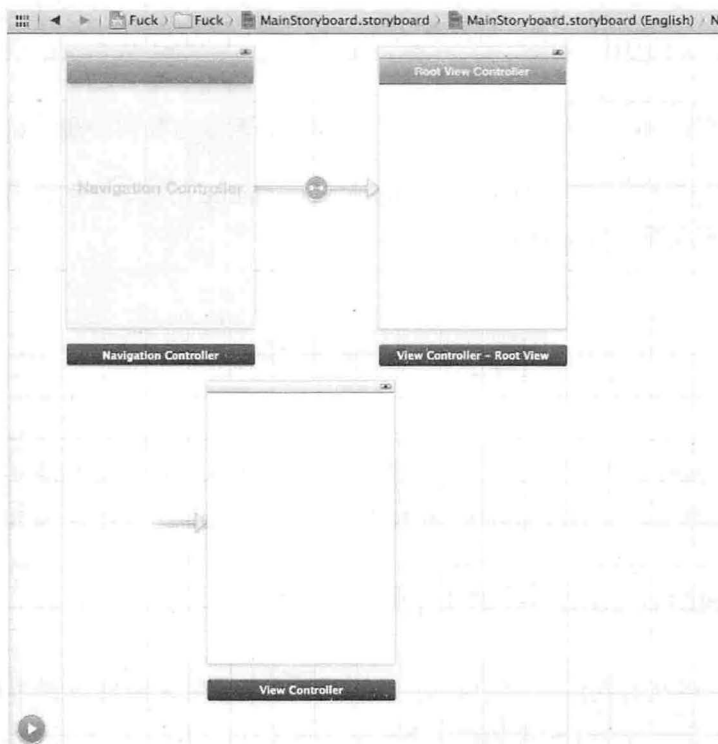 Fuck Fuck MainStoryboard.storyboard MainStoryboard.storyboard (English) N
Root View Controller
Navigation Controller
Navigation Controller
View Controller - Root View
View Controller